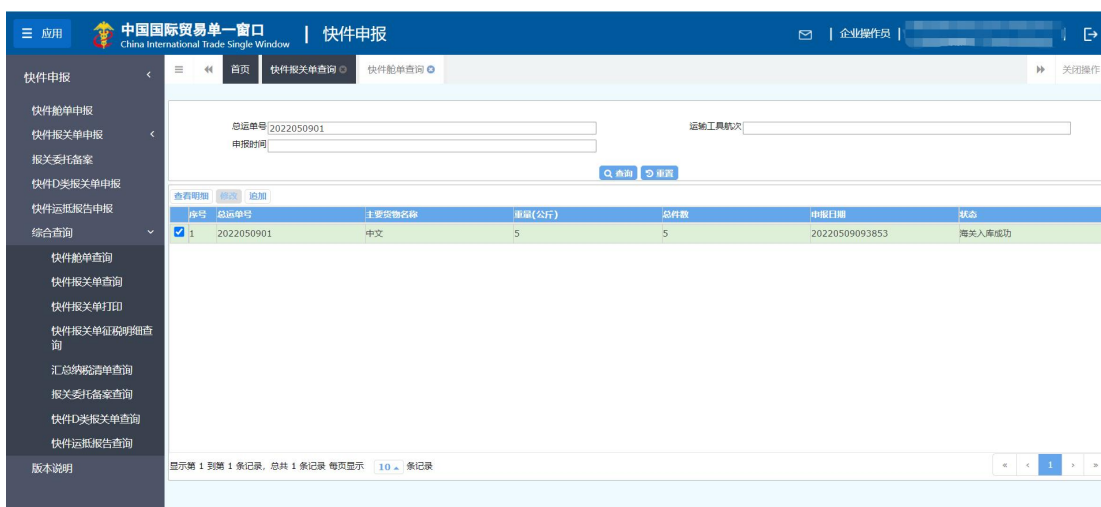 应用
中国国际贸易单一窗口
China International Trade Single Window
快件申报
企业操作员
快件申报
首页 快件报关单查询 快件舱单查询
关闭操作
快件舱单申报
快件报关单申报
报关委托备案
快件D类报关单申报
快件运抵报告申报
综合查询
快件舱单查询
快件报关单查询
快件报关单打印
快件报关单征税明细查
询
汇总纳税清单查询
报关委托备案查询
快件D类报关单查询
快件运抵报告查询
版本说明
总运单号 2022050901 运输工具航次
申报时间
查询 重置
查看明细 修改 追加
序号 总运单号 主要货物名称 重量(公斤) 总件数 申报日期 状态
1 2022050901 中文 5 5 20220509093853 海关入库成功
显示第 1 到第 1 条记录, 总共 1 条记录 每页显示 10 条记录
« ‹ 1 › »